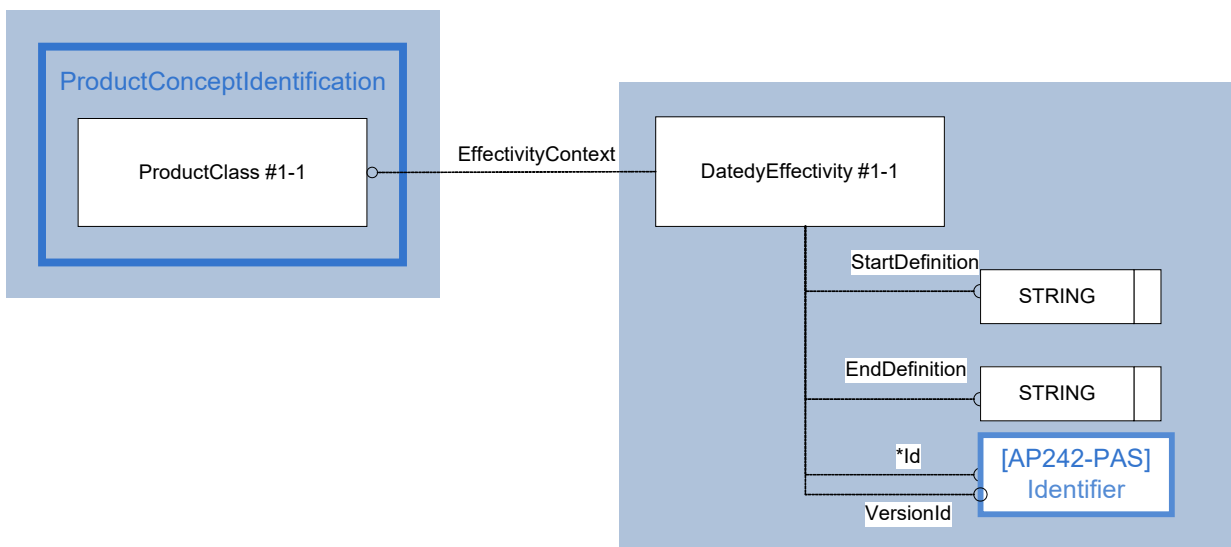 ProductConceptIdentification
ProductClass #1-1
EffectivityContext
DatedyEffectivity #1-1
StartDefinition
STRING
EndDefinition
STRING
*Id
[AP242-PAS]
Identifier
VersionId